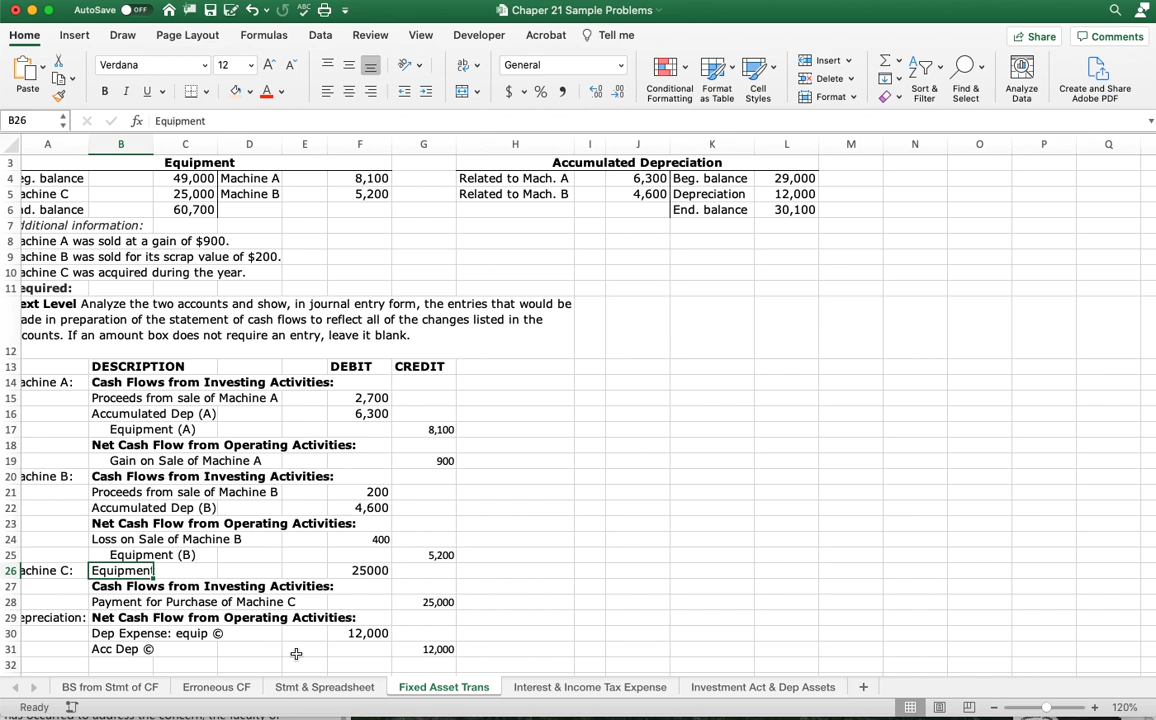 AutoSave OFF Chaper 21 Sample Problems
Home Insert Draw Page Layout Formulas Data Review View Developer Acrobat Tell me Share Comments
Paste Verdana 12 General Conditional Formatting Format as Table Cell Styles Insert Delete Format Sort & Filter Find & Select Analyze Data Create and Share Adobe PDF
B26 fx Equipment
A B C D E F G H I J K L M N O P Q
3 Equipment Accumulated Depreciation
4 eg. balance 49,000 Machine A 8,100 Related to Mach. A 6,300 Beg. balance 29,000
5 achine C 25,000 Machine B 5,200 Related to Mach. B 4,600 Depreciation 12,000
6 nd. balance 60,700 End. balance 30,100
7 dditional information:
8 achine A was sold at a gain of $900.
9 achine B was sold for its scrap value of $200.
10 achine C was acquired during the year.
11 equired:
ext Level Analyze the two accounts and show, in journal entry form, the entries that would be
ade in preparation of the statement of cash flows to reflect all of the changes listed in the
counts. If an amount box does not require an entry, leave it blank.
12
13 DESCRIPTION DEBIT CREDIT
14 achine A: Cash Flows from Investing Activities:
15 Proceeds from sale of Machine A 2,700
16 Accumulated Dep (A) 6,300
17 Equipment (A) 8,100
18 Net Cash Flow from Operating Activities:
19 Gain on Sale of Machine A 900
20 achine B: Cash Flows from Investing Activities:
21 Proceeds from sale of Machine B 200
22 Accumulated Dep (B) 4,600
23 Net Cash Flow from Operating Activities:
24 Loss on Sale of Machine B 400
25 Equipment (B) 5,200
26 achine C: Equipment 25000
27 Cash Flows from Investing Activities:
28 Payment for Purchase of Machine C 25,000
29 epreciation: Net Cash Flow from Operating Activities:
30 Dep Expense: equip © 12,000
31 Acc Dep © 12,000
32
BS from Stmt of CF Erroneous CF Stmt & Spreadsheet Fixed Asset Trans Interest & Income Tax Expense Investment Act & Dep Assets +
Ready 120%